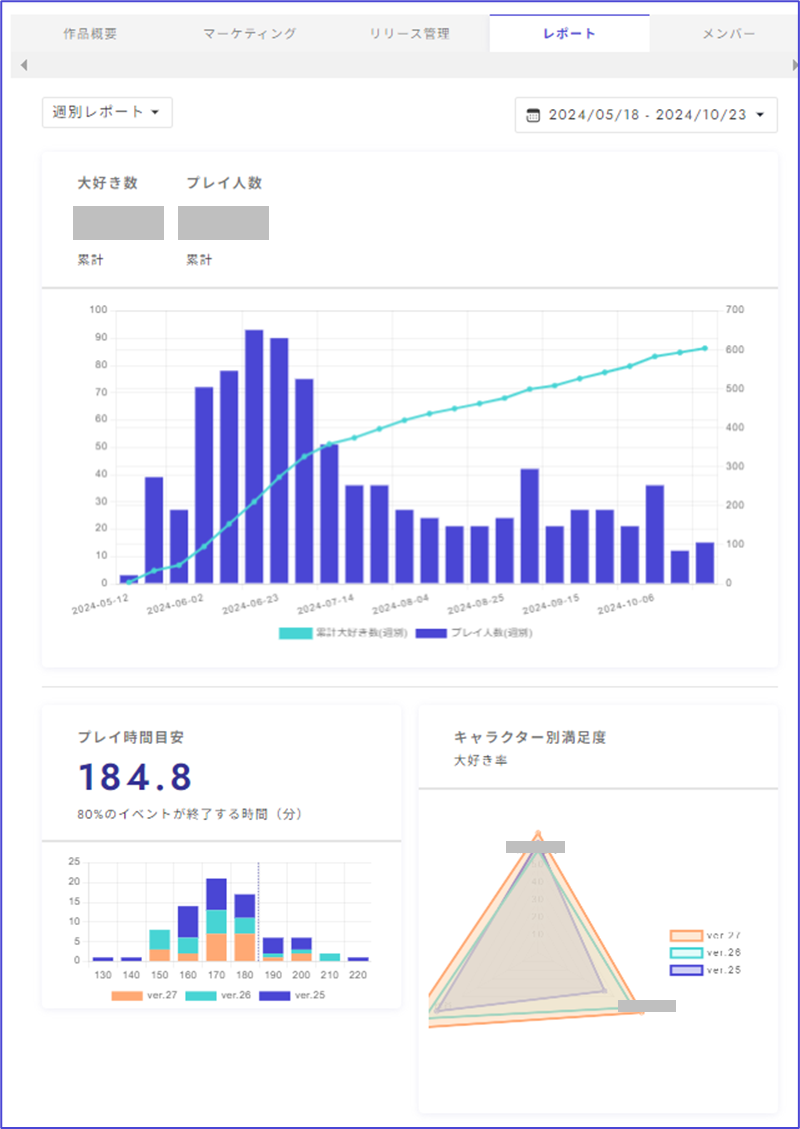 作品概要 マーケティング リリース管理 レポート メンバー
週別レポート 2024/05/18 - 2024/10/23
大好き数 プレイ人数
累計 累計
100 700
90
80 600
70 500
60
50 400
40 300
30
20 200
10 100
0 0
2024-05-12 2024-06-02 2024-06-23 2024-07-14 2024-08-04 2024-08-25 2024-09-15 2024-10-06
累計大好き数(週別) プレイ人数(週別)
プレイ時間目安
184.8
80%のイベントが終了する時間（分）
25
20
15
10
5
0
130 140 150 160 170 180 190 200 210 220
ver.27 ver.26 ver.25
キャラクター別満足度
大好き率
ver.27
ver.26
ver.25